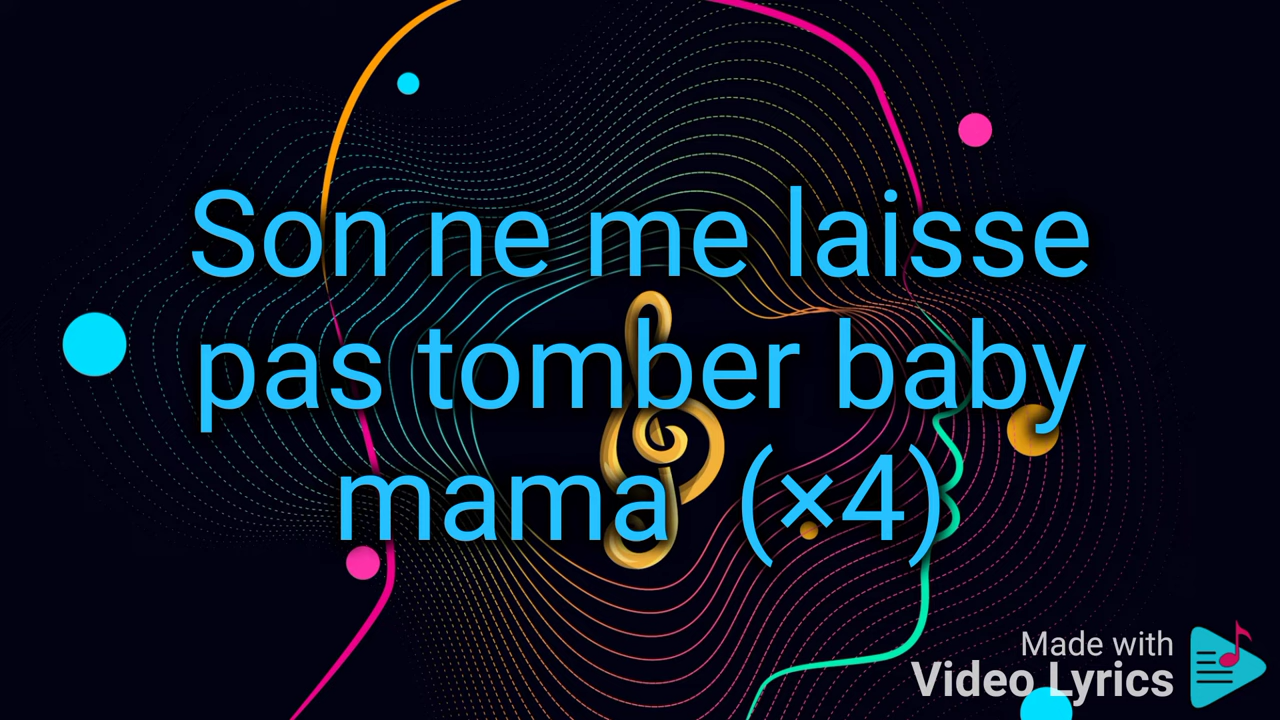 Son ne me laisse
pas tomber baby
mama (×4)
Made with
Video Lyrics